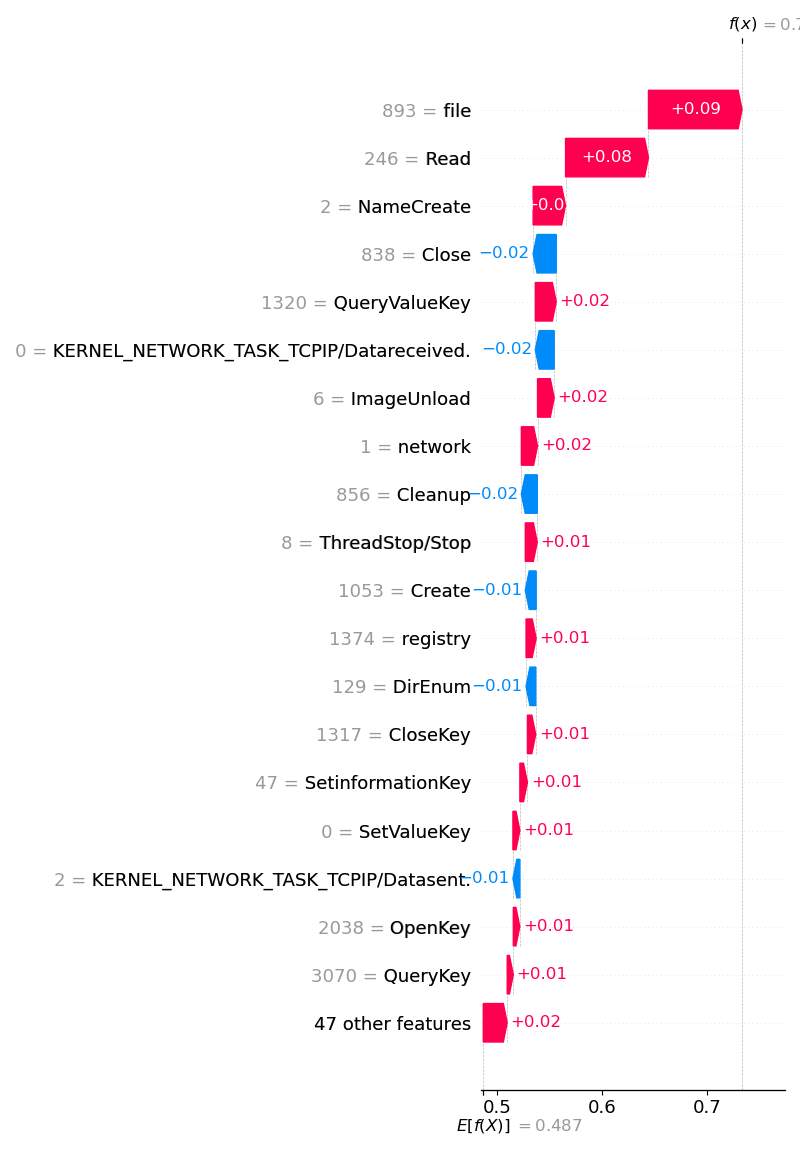 f(x) = 0.7
893 = file +0.09
246 = Read +0.08
2 = NameCreate +0.0
838 = Close −0.02
1320 = QueryValueKey +0.02
0 = KERNEL_NETWORK_TASK_TCPIP/Datareceived. −0.02
6 = ImageUnload +0.02
1 = network +0.02
856 = Cleanup −0.02
8 = ThreadStop/Stop +0.01
1053 = Create −0.01
1374 = registry +0.01
129 = DirEnum −0.01
1317 = CloseKey +0.01
47 = SetinformationKey +0.01
0 = SetValueKey +0.01
2 = KERNEL_NETWORK_TASK_TCPIP/Datasent. −0.01
2038 = OpenKey +0.01
3070 = QueryKey +0.01
47 other features +0.02
0.5 0.6 0.7
E[f(X)] = 0.487